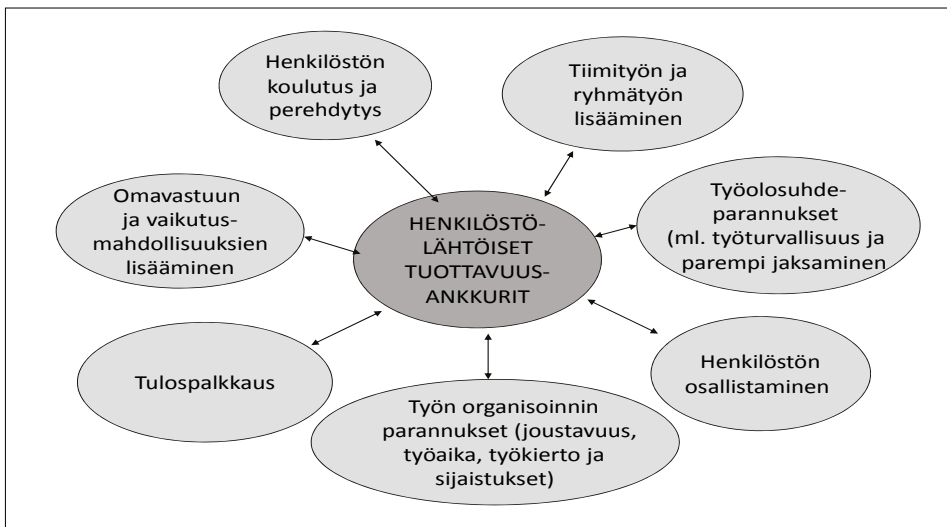 Henkilöstön
koulutus ja
perehdytys
Tiimityön ja
ryhmätyön
lisääminen
Omavastuun
ja vaikutus-
mahdollisuuksien
lisääminen
HENKILÖSTÖ-
LÄHTÖISET
TUOTTAVUUS-
ANKKURIT
Työolosuhde-
parannukset
(ml. työturvallisuus ja
parempi jaksaminen
Tulospalkkaus
Henkilöstön
osallistaminen
Työn organisoinnin
parannukset (joustavuus,
työaika, työkierto ja
sijaistukset)